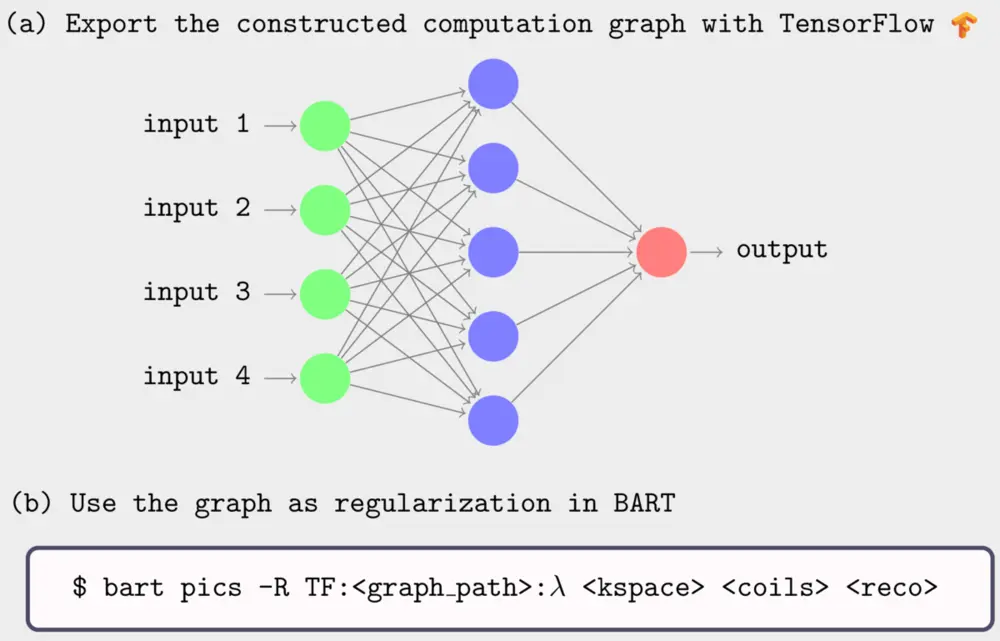 (a) Export the constructed computation graph with TensorFlow
input 1
input 2
input 3
input 4
output
(b) Use the graph as regularization in BART
$ bart pics -R TF:<graph_path>:λ <kspace> <coils> <reco>